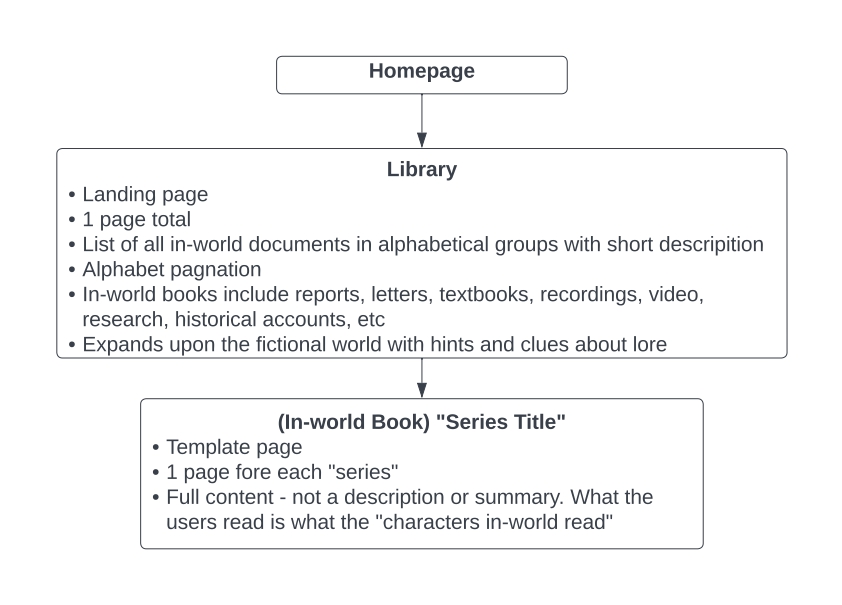 Homepage
Library
• Landing page
• 1 page total
• List of all in-world documents in alphabetical groups with short descripition
• Alphabet pagnation
• In-world books include reports, letters, textbooks, recordings, video,
research, historical accounts, etc
• Expands upon the fictional world with hints and clues about lore
(In-world Book) "Series Title"
• Template page
• 1 page fore each "series"
• Full content - not a description or summary. What the
users read is what the "characters in-world read"